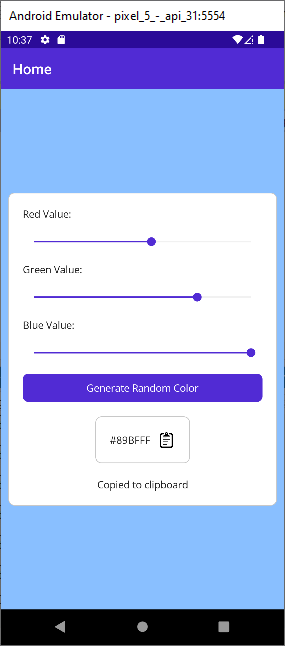 Android Emulator - pixel_5_-_api_31:5554
10:37
Home
Red Value:
Green Value:
Blue Value:
Generate Random Color
#89BFFF
Copied to clipboard